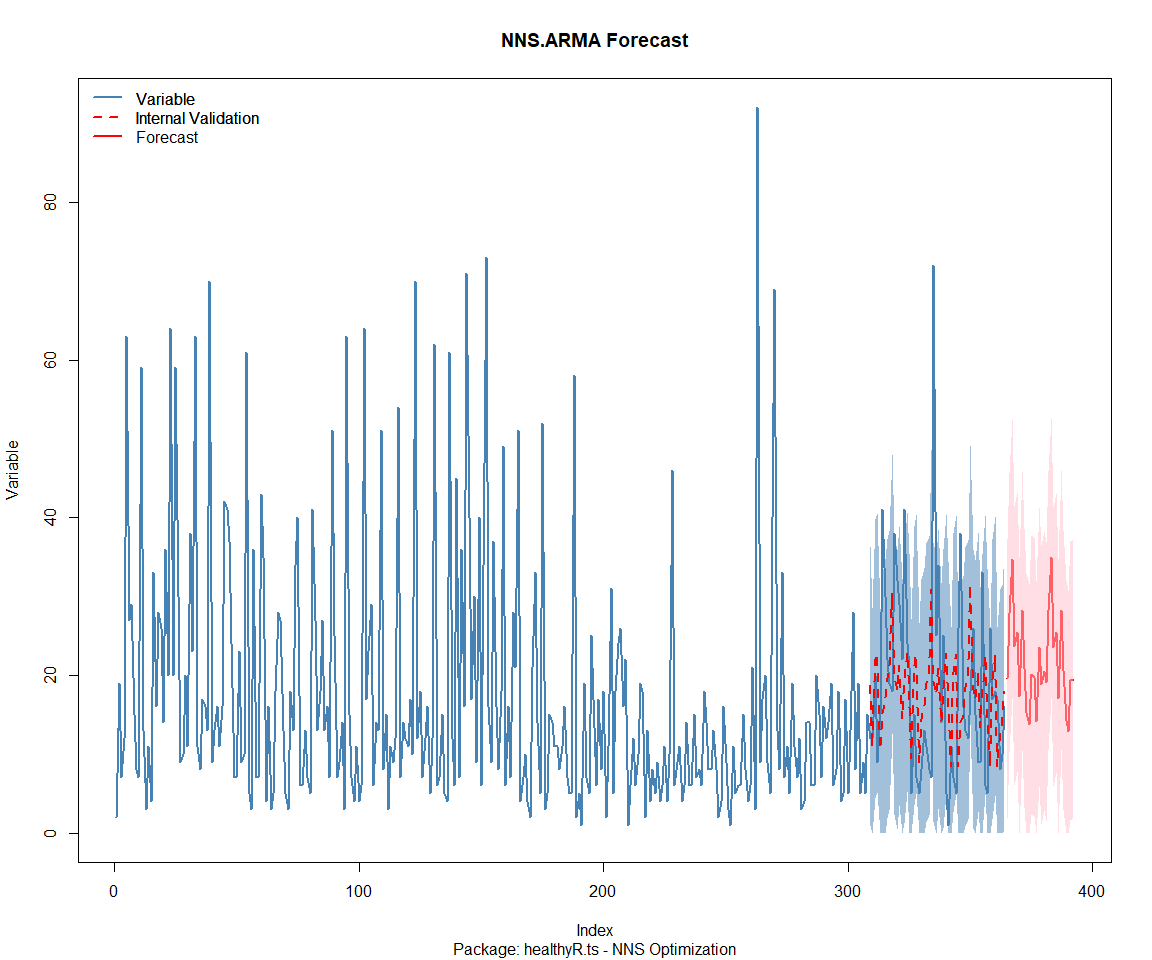 NNS.ARMA Forecast
Variable
Internal Validation
Forecast
Variable
80
60
40
20
0
0 100 200 300 400
Index
Package: healthyR.ts - NNS Optimization